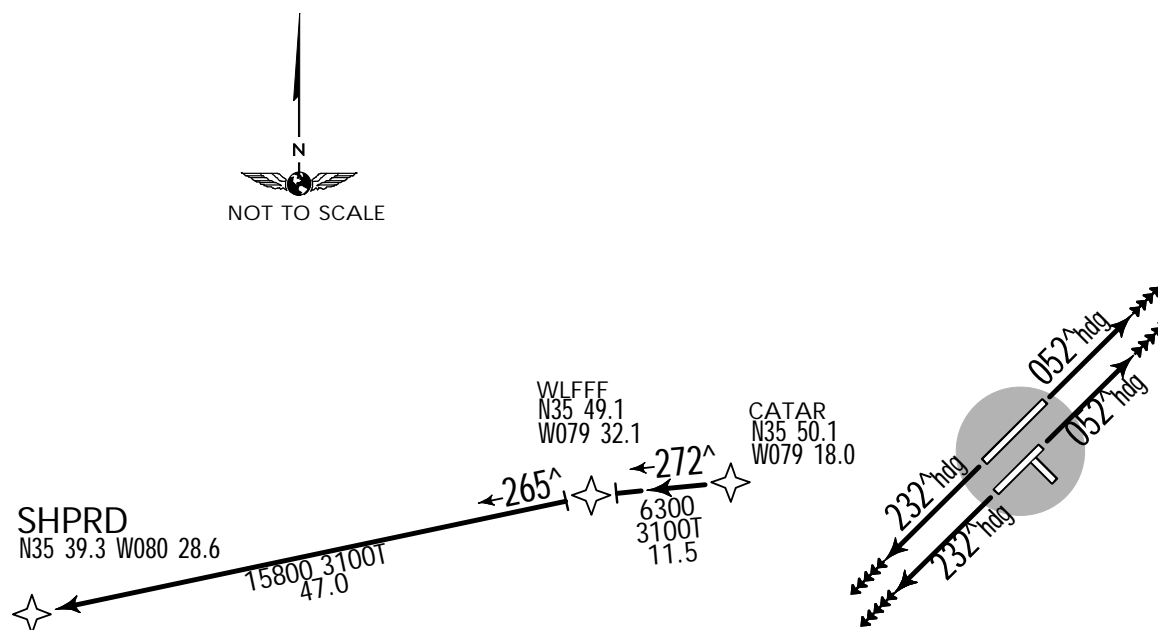 N
NOT TO SCALE
052^hdg
052^hdg
WLFFF
N35 49.1
W079 32.1
CATAR
N35 50.1
W079 18.0
272^
6300
3100T
11.5
265^
15800 3100T
47.0
SHPRD
N35 39.3 W080 28.6
232^hdg
232^hdg